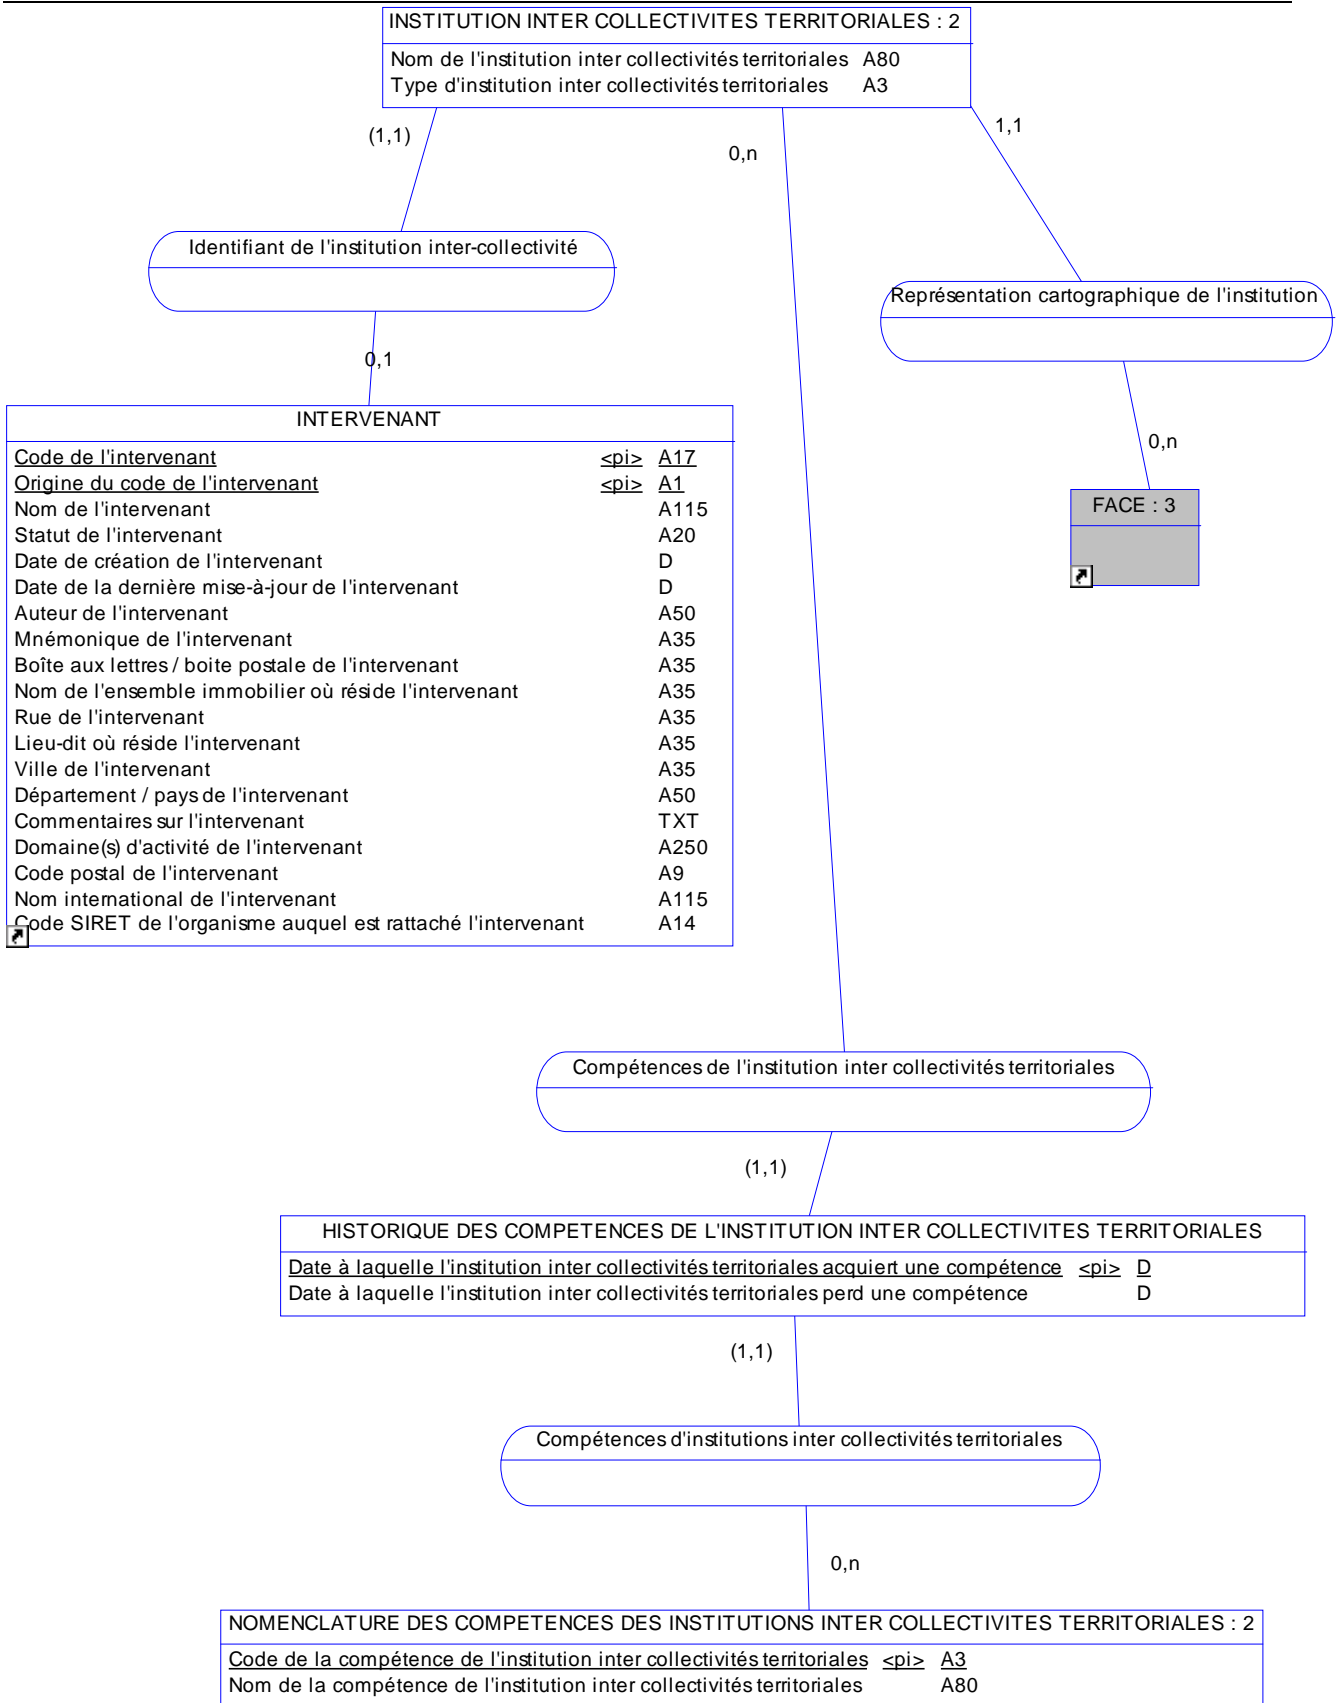 INSTITUTION INTER COLLECTIVITES TERRITORIALES : 2
Nom de l'institution inter collectivités territoriales A80
Type d'institution inter collectivités territoriales A3
(1,1)
0,n
1,1
Identifiant de l'institution inter-collectivité
Représentation cartographique de l'institution
0,1
0,n
INTERVENANT
Code de l'intervenant <pi> A17
Origine du code de l'intervenant <pi> A1
Nom de l'intervenant A115
Statut de l'intervenant A20
Date de création de l'intervenant D
Date de la dernière mise-à-jour de l'intervenant D
Auteur de l'intervenant A50
Mnémonique de l'intervenant A35
Boîte aux lettres / boite postale de l'intervenant A35
Nom de l'ensemble immobilier où réside l'intervenant A35
Rue de l'intervenant A35
Lieu-dit où réside l'intervenant A35
Ville de l'intervenant A35
Département / pays de l'intervenant A50
Commentaires sur l'intervenant TXT
Domaine(s) d'activité de l'intervenant A250
Code postal de l'intervenant A9
Nom international de l'intervenant A115
Code SIRET de l'organisme auquel est rattaché l'intervenant A14
FACE : 3
Compétences de l'institution inter collectivités territoriales
(1,1)
HISTORIQUE DES COMPETENCES DE L'INSTITUTION INTER COLLECTIVITES TERRITORIALES
Date à laquelle l'institution inter collectivités territoriales acquiert une compétence <pi> D
Date à laquelle l'institution inter collectivités territoriales perd une compétence D
(1,1)
Compétences d'institutions inter collectivités territoriales
0,n
NOMENCLATURE DES COMPETENCES DES INSTITUTIONS INTER COLLECTIVITES TERRITORIALES : 2
Code de la compétence de l'institution inter collectivités territoriales <pi> A3
Nom de la compétence de l'institution inter collectivités territoriales A80